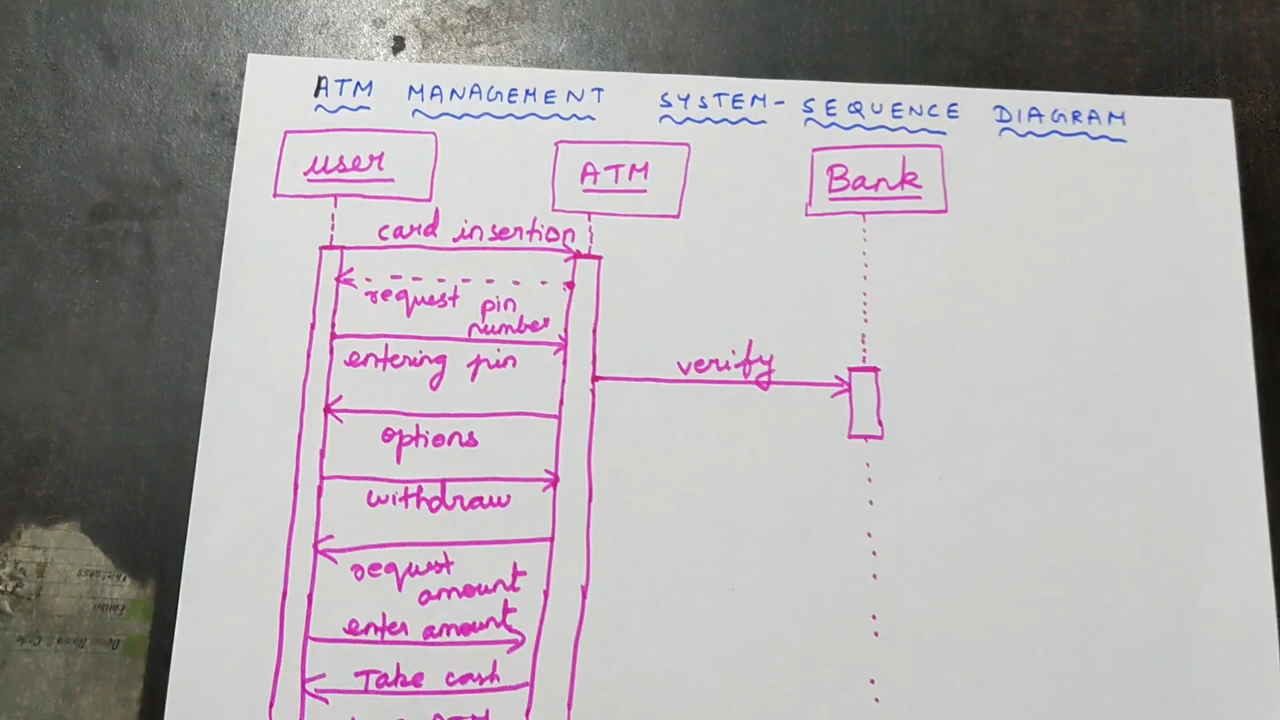 ATM MANAGEMENT SYSTEM- SEQUENCE DIAGRAM
user ATM Bank
card insertion
request pin
number
entering pin
verify
options
withdraw
request
amount
enter amount
Take cash